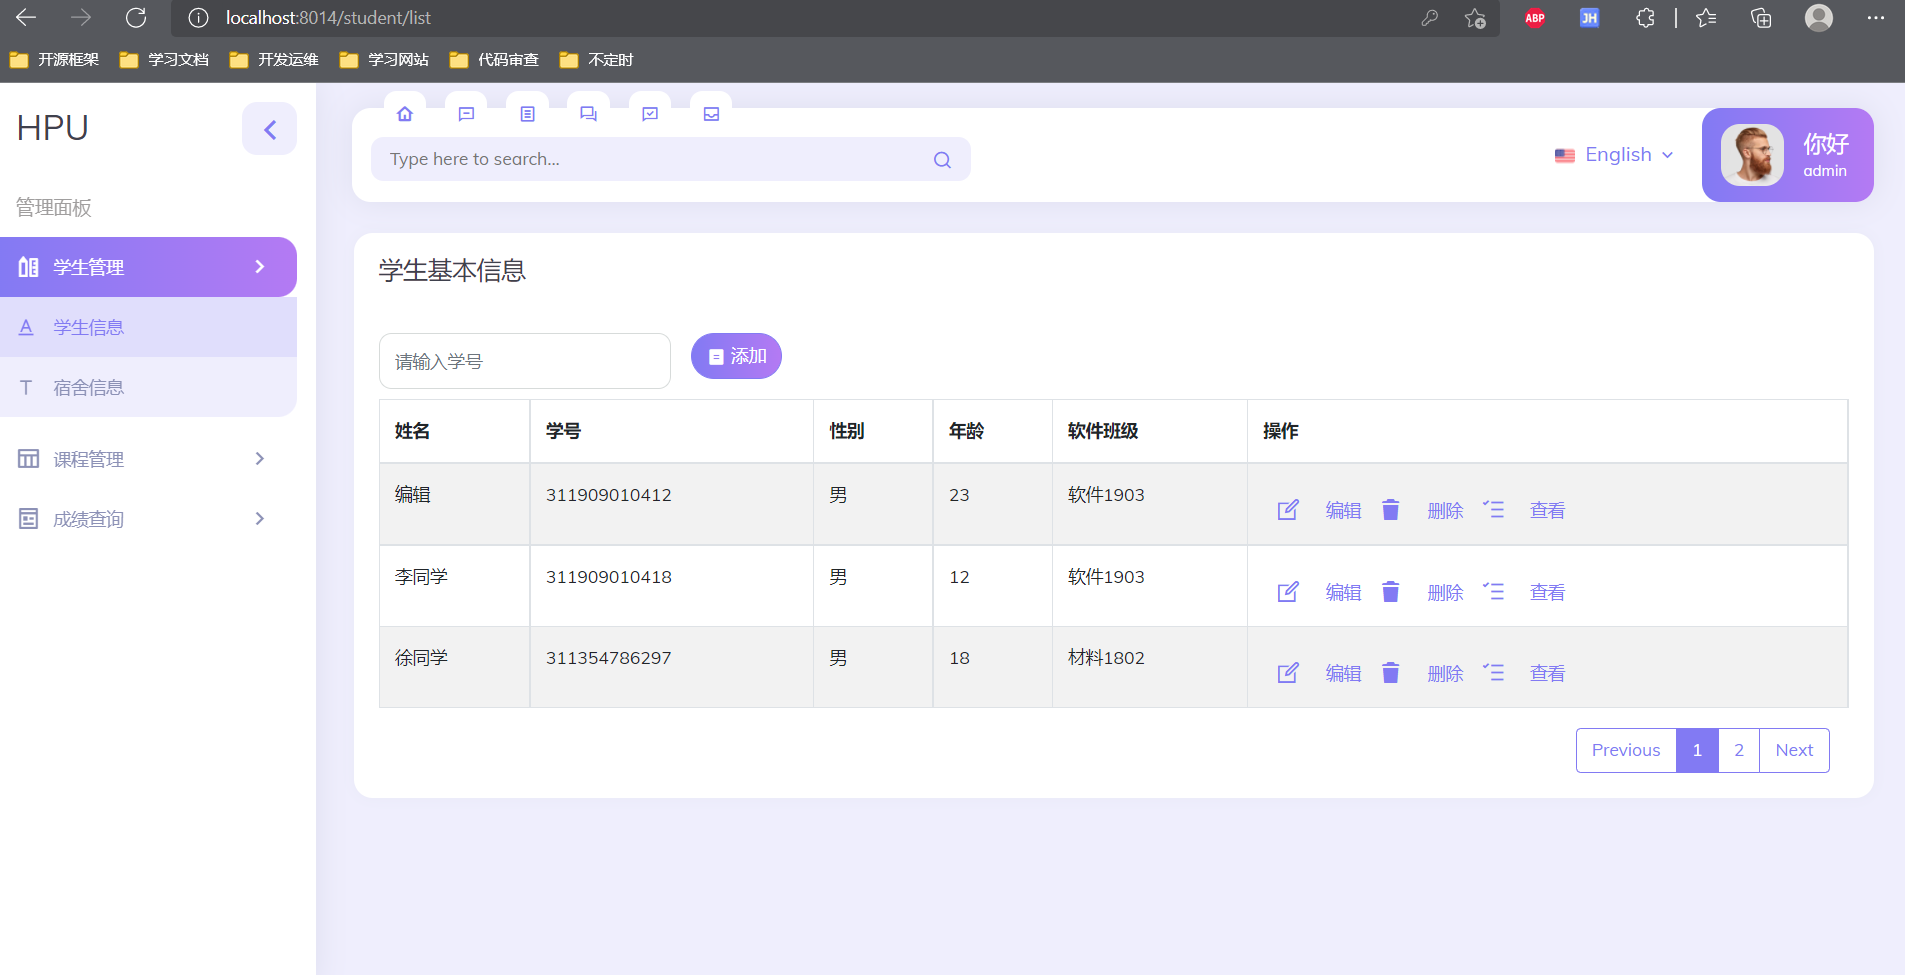 localhost:8014/student/list
ABP
JH
开源框架 学习文档 开发运维 学习网站 代码审查 不定时
HPU
管理面板
学生管理
A 学生信息
T 宿舍信息
课程管理
成绩查询
Type here to search...
English
你好
admin
学生基本信息
请输入学号
添加
姓名 学号 性别 年龄 软件班级 操作
编辑 311909010412 男 23 软件1903 编辑 删除 查看
李同学 311909010418 男 12 软件1903 编辑 删除 查看
徐同学 311354786297 男 18 材料1802 编辑 删除 查看
Previous 1 2 Next